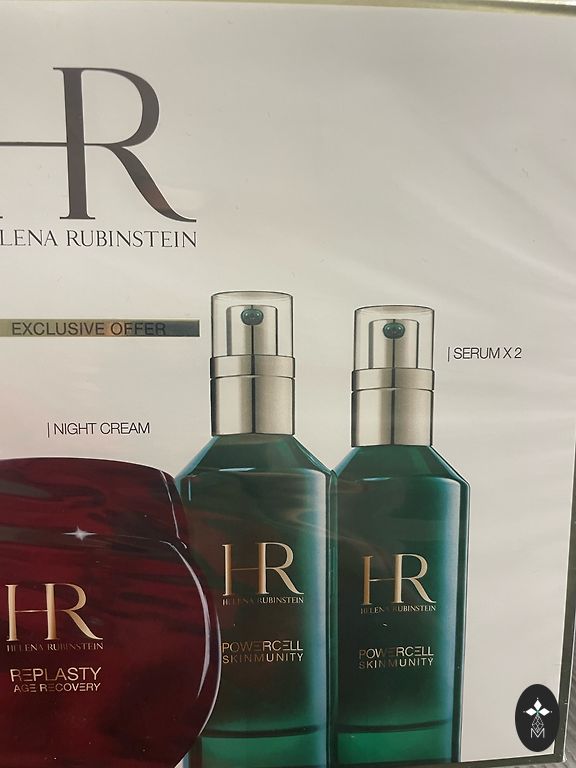 HR
LENA RUBINSTEIN
EXCLUSIVE OFFER
| SERUM X 2
| NIGHT CREAM
HR
HELENA RUBINSTEIN
REPLASTY
AGE RECOVERY
HR
HELENA RUBINSTEIN
POWERCELL
SKINMUNITY
HR
HELENA RUBINSTEIN
POWERCELL
SKINMUNITY
M